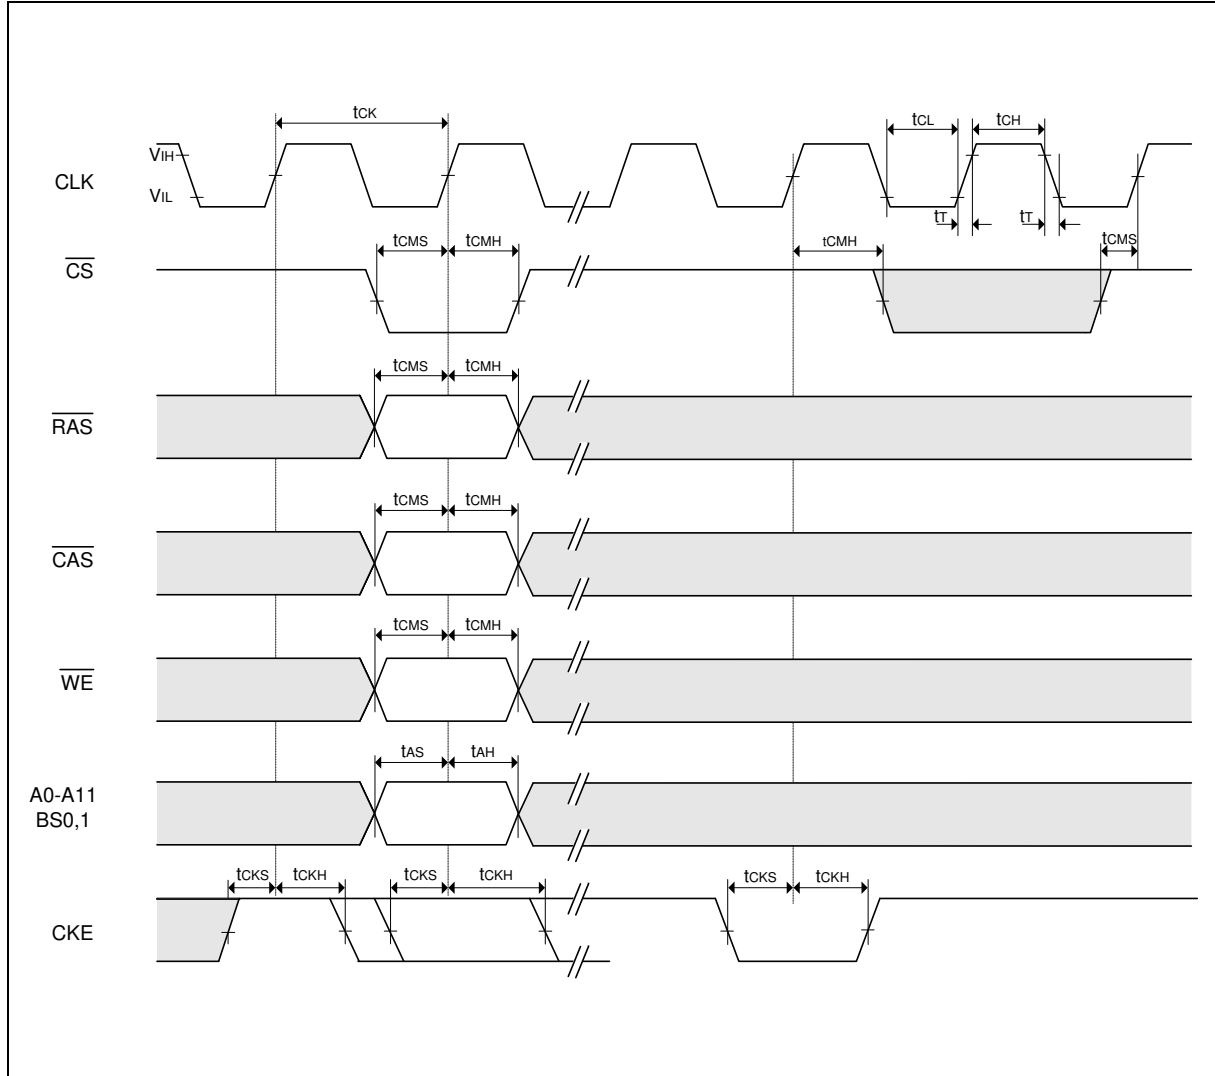 tCK
tCL
tCH
VIH
CLK
VIL
tT
tT
tCMS
tCMH
tCMH
tCMS
CS
tCMS
tCMH
RAS
tCMS
tCMH
CAS
tCMS
tCMH
WE
tAS
tAH
A0-A11
BS0,1
tCKS
tCKH
tCKS
tCKH
tCKS
tCKH
CKE